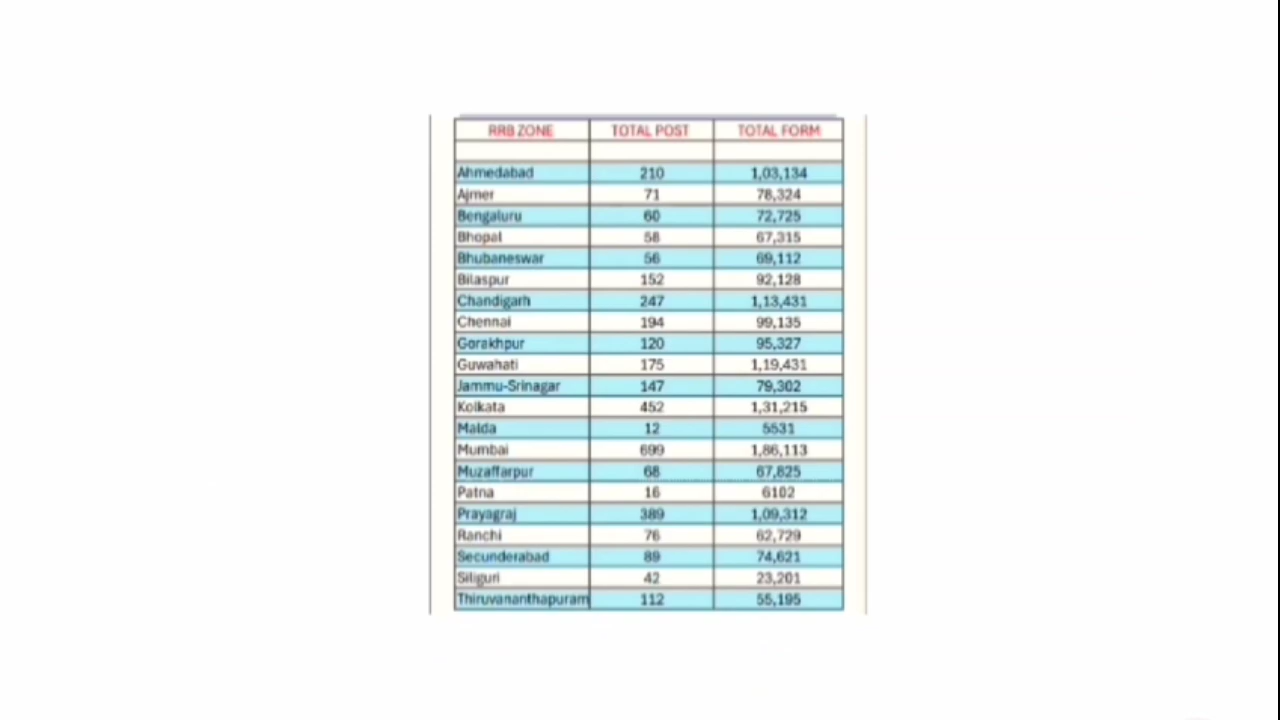 RRB ZONE TOTAL POST TOTAL FORM
Ahmedabad 210 1,03,134
Ajmer 71 78,324
Bengaluru 60 72,725
Bhopal 58 67,315
Bhubaneswar 56 69,112
Bilaspur 152 92,128
Chandigarh 247 1,13,431
Chennai 194 99,135
Gorakhpur 120 95,327
Guwahati 175 1,19,431
Jammu-Srinagar 147 79,302
Kolkata 452 1,31,215
Malda 12 5531
Mumbai 699 1,86,113
Muzaffarpur 68 67,825
Patna 16 6102
Prayagraj 389 1,09,312
Ranchi 76 62,729
Secunderabad 89 74,621
Siliguri 42 23,201
Thiruvananthapuram 112 55,195